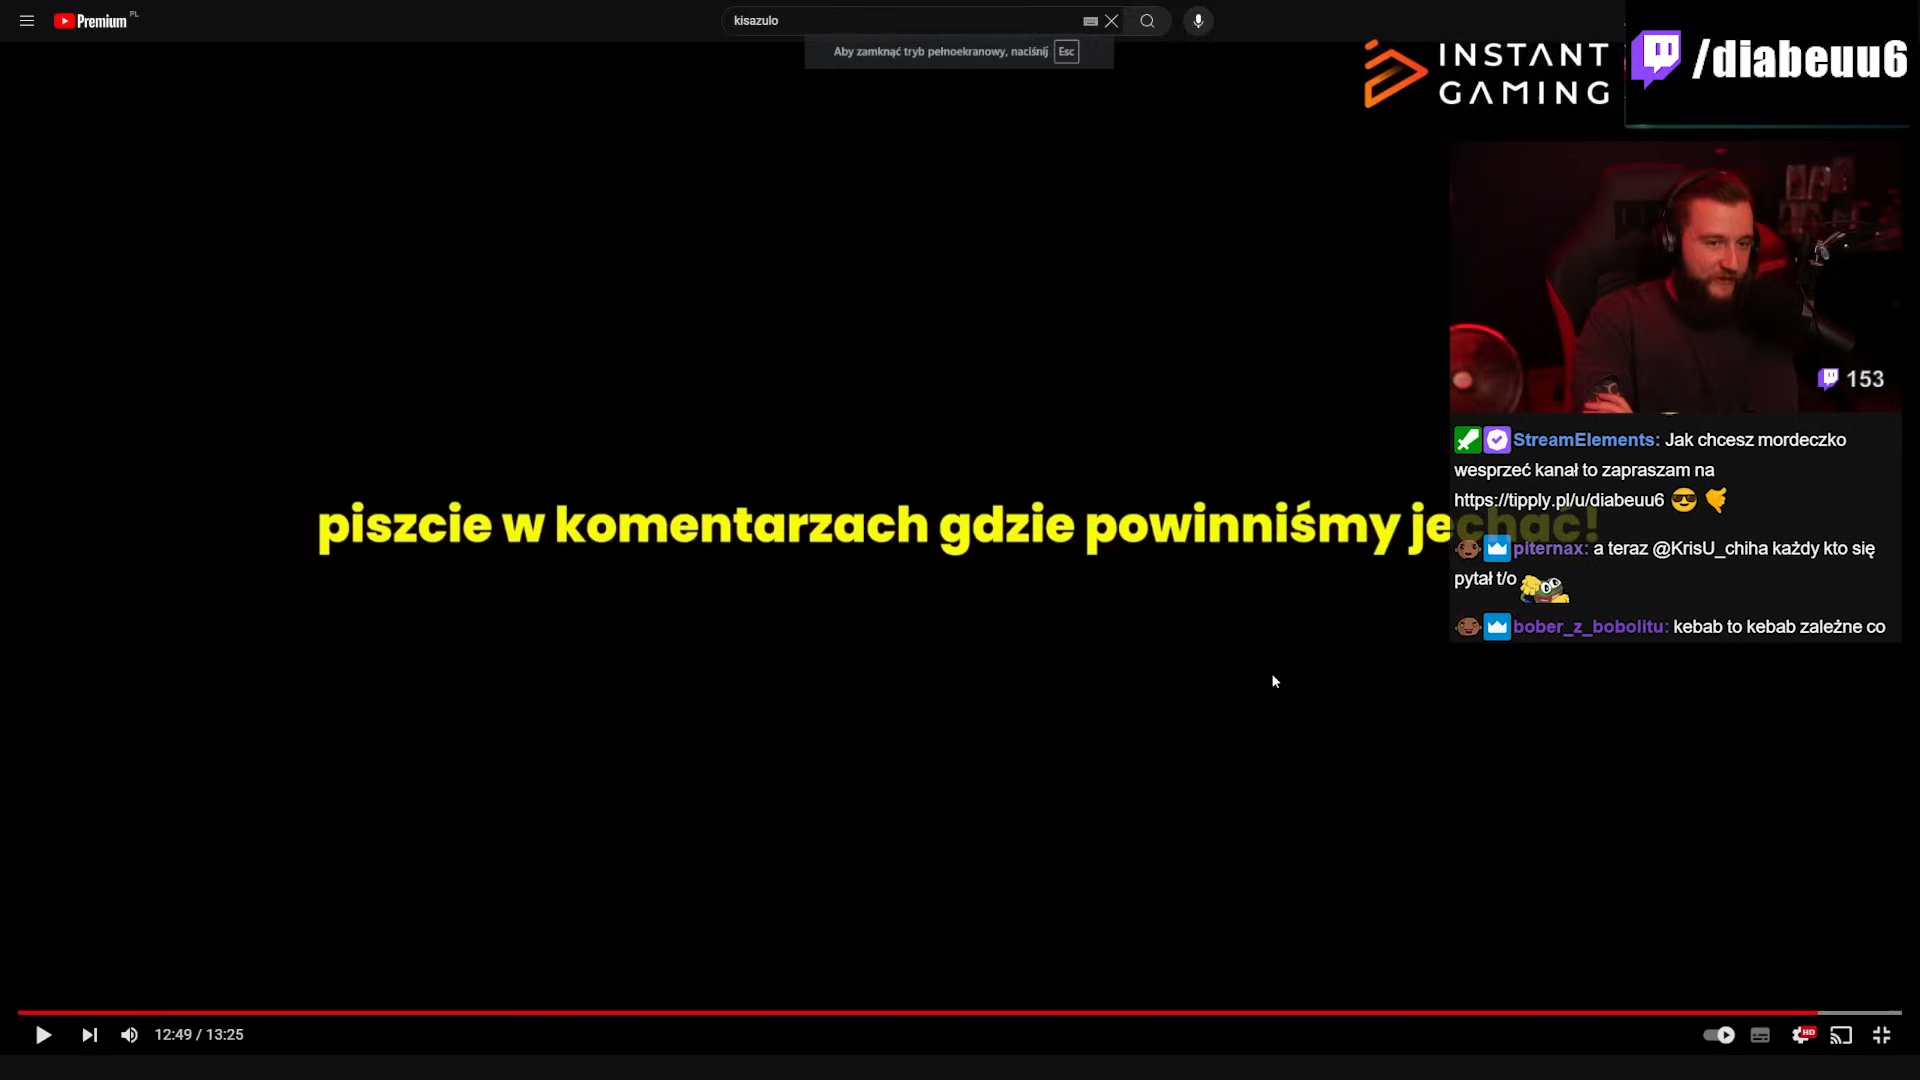 Premium PL
kisazulo
Aby zamknąć tryb pełnoekranowy, naciśnij Esc
INSTANT
GAMING
/diabeuu6
153
StreamElements: Jak chcesz mordeczko
wesprzeć kanał to zapraszam na
https://tipply.pl/u/diabeuu6
piszcie w komentarzach gdzie powinniśmy jechać!
piternax: a teraz @KrisU_chiha każdy kto się
pytał t/o
bober_z_bobolitu: kebab to kebab zależne co
12:49 / 13:25
HD